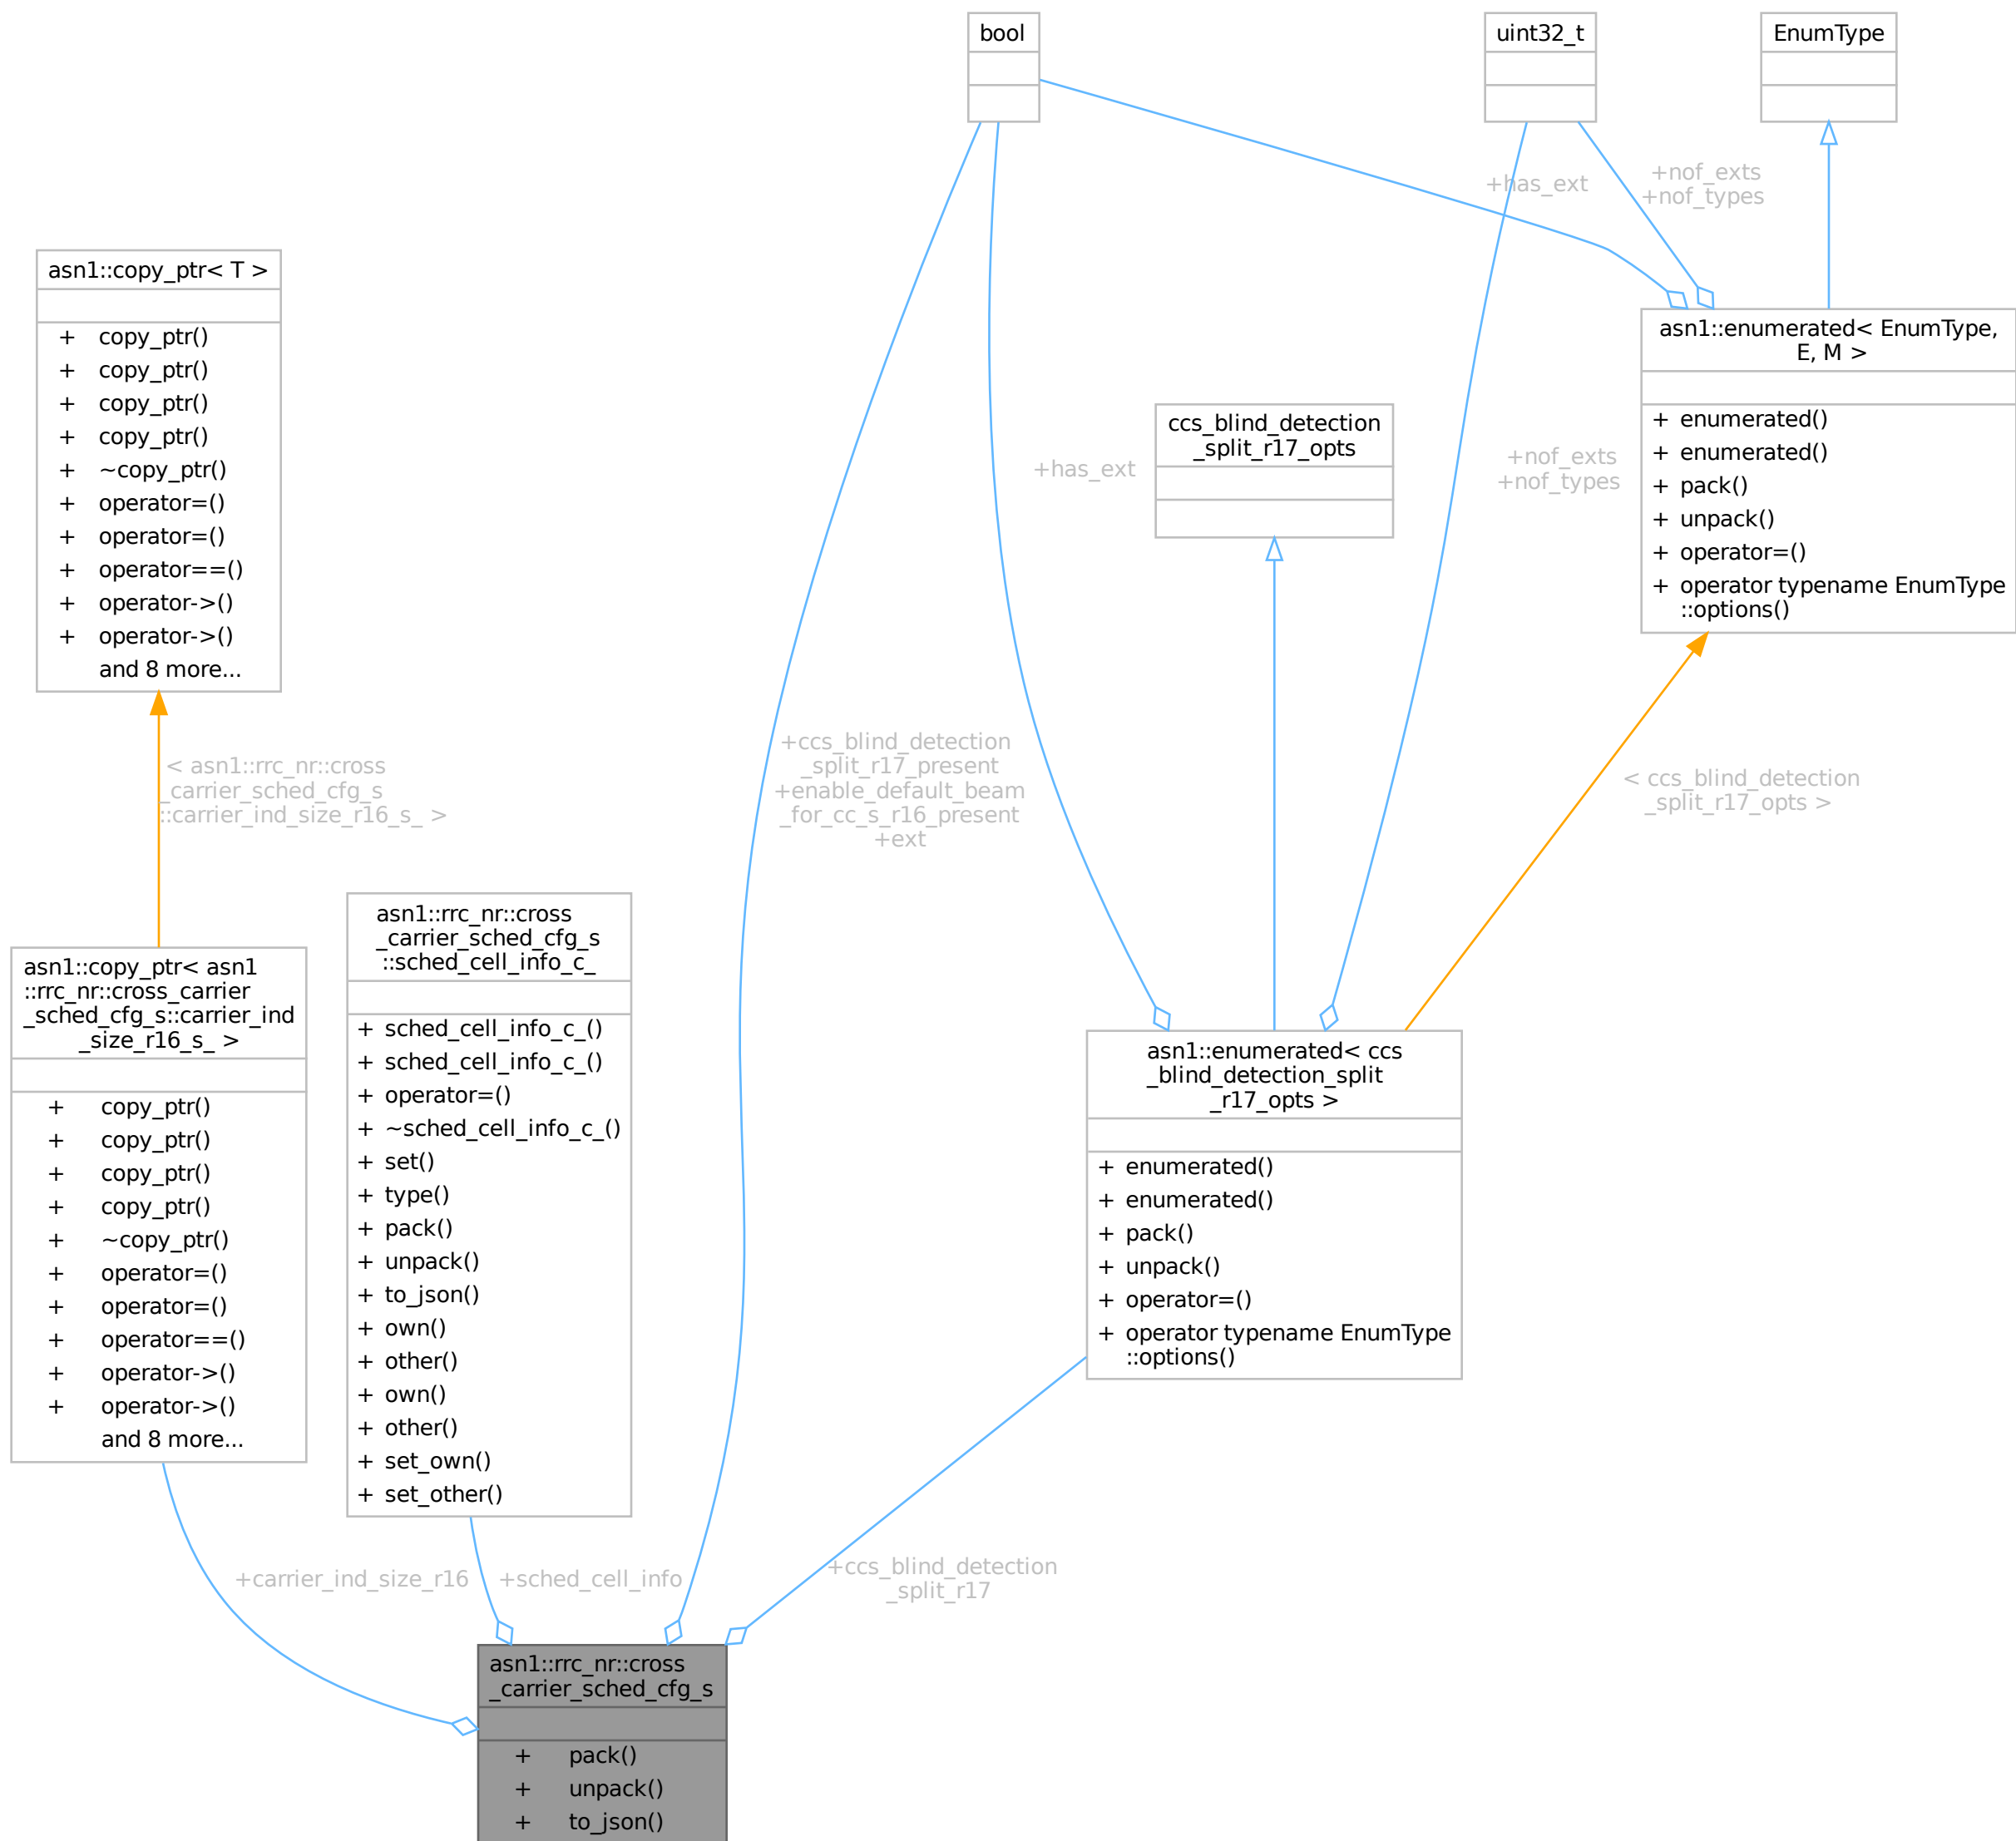 bool
uint32_t
EnumType
+has_ext
+nof_exts
+nof_types
asn1::copy_ptr< T >
+ copy_ptr()
+ copy_ptr()
+ copy_ptr()
+ copy_ptr()
+ ~copy_ptr()
+ operator=()
+ operator=()
+ operator==()
+ operator->()
+ operator->()
and 8 more...
asn1::enumerated< EnumType,
E, M >
+ enumerated()
+ enumerated()
+ pack()
+ unpack()
+ operator=()
+ operator typename EnumType
::options()
ccs_blind_detection
_split_r17_opts
+has_ext
+nof_exts
+nof_types
< asn1::rrc_nr::cross
_carrier_sched_cfg_s
::carrier_ind_size_r16_s_ >
+ccs_blind_detection
_split_r17_present
+enable_default_beam
_for_cc_s_r16_present
+ext
< ccs_blind_detection
_split_r17_opts >
asn1::copy_ptr< asn1
::rrc_nr::cross_carrier
_sched_cfg_s::carrier_ind
_size_r16_s_ >
+ copy_ptr()
+ copy_ptr()
+ copy_ptr()
+ copy_ptr()
+ ~copy_ptr()
+ operator=()
+ operator=()
+ operator==()
+ operator->()
+ operator->()
and 8 more...
asn1::rrc_nr::cross
_carrier_sched_cfg_s
::sched_cell_info_c_
+ sched_cell_info_c_()
+ sched_cell_info_c_()
+ operator=()
+ ~sched_cell_info_c_()
+ set()
+ type()
+ pack()
+ unpack()
+ to_json()
+ own()
+ other()
+ own()
+ other()
+ set_own()
+ set_other()
asn1::enumerated< ccs
_blind_detection_split
_r17_opts >
+ enumerated()
+ enumerated()
+ pack()
+ unpack()
+ operator=()
+ operator typename EnumType
::options()
+carrier_ind_size_r16
+sched_cell_info
+ccs_blind_detection
_split_r17
asn1::rrc_nr::cross
_carrier_sched_cfg_s
+ pack()
+ unpack()
+ to_json()